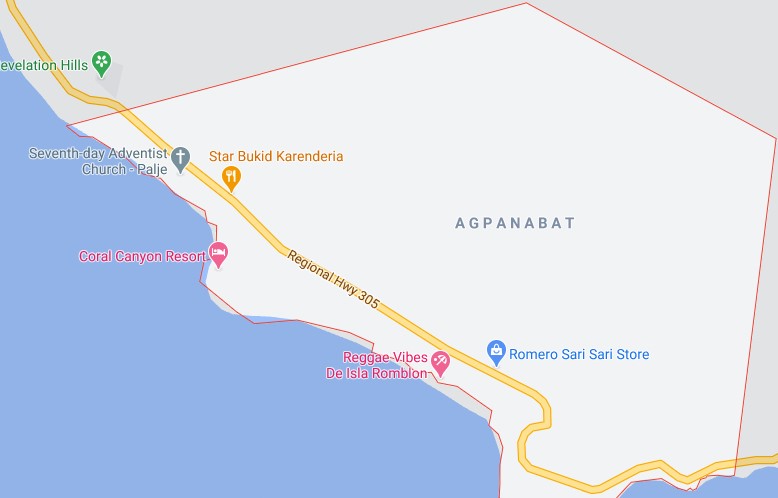 evelation Hills
Seventh-day Adventist
Church - Palje
Star Bukid Karenderia
AGPANABAT
Coral Canyon Resort
Regional Hwy 305
Reggae Vibes
De Isla Romblon
Romero Sari Sari Store